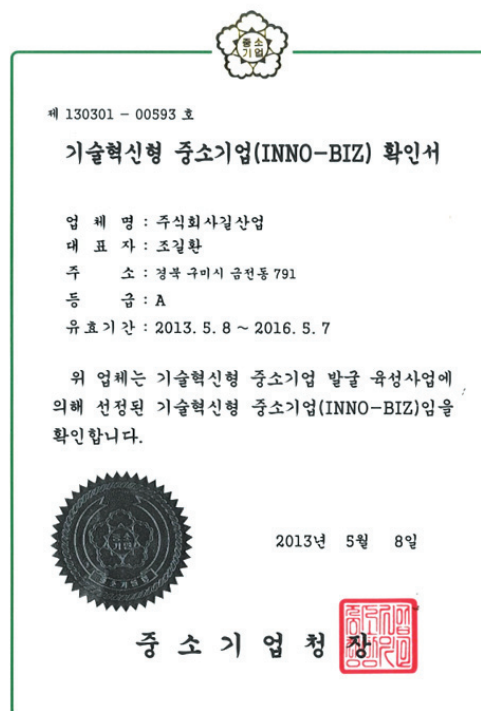 중소
기업
제 130301 - 00593 호
기술혁신형 중소기업(INNO-BIZ) 확인서
업 체 명 : 주식회사길산업
대 표 자 : 조길환
주 소 : 경북 구미시 금전동 791
등 급 : A
유효기간 : 2013. 5. 8 ~ 2016. 5. 7
위 업체는 기술혁신형 중소기업 발굴 육성사업에
의해 선정된 기술혁신형 중소기업(INNO-BIZ)임을
확인합니다.
중소
기업
2013년 5월 8일
중 소 기 업 청 장